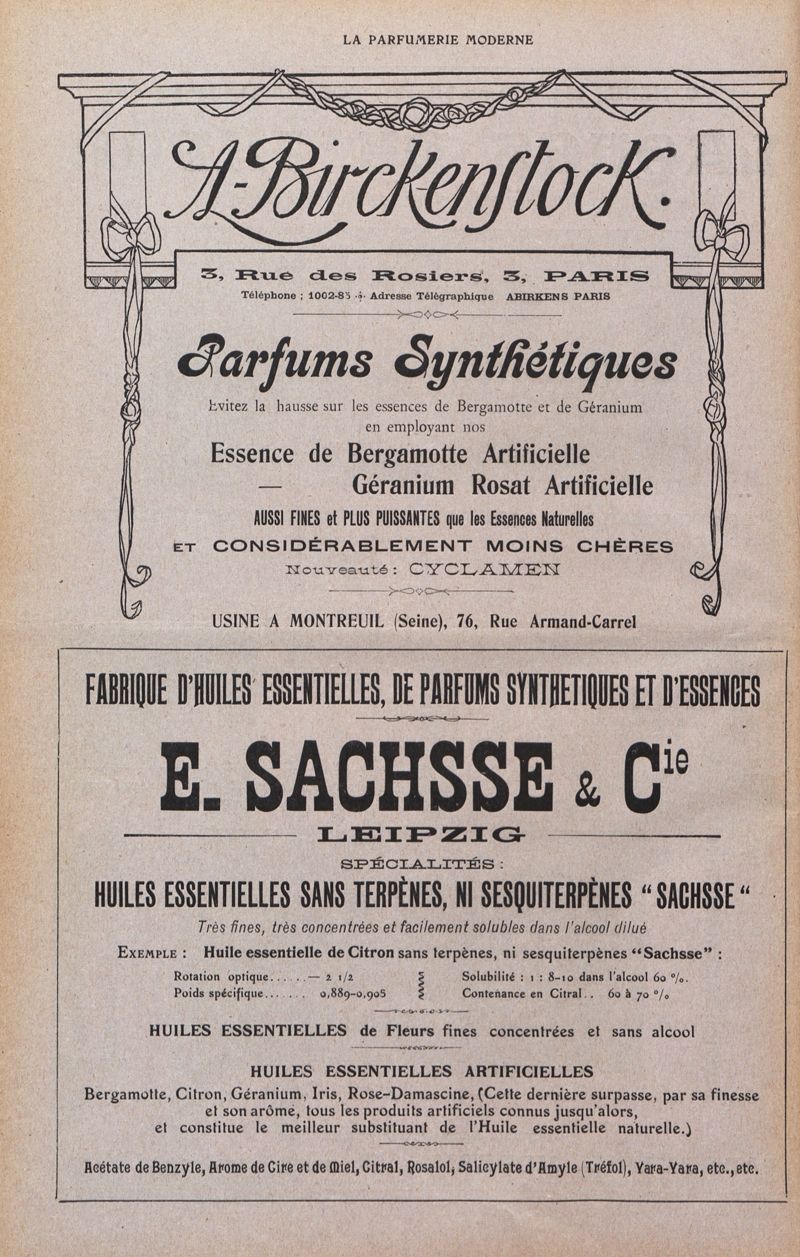 LA PARFUMERIE MODERNE
A. BIRCKENSTOCK.
3, Rue des Rosiers, 3, PARIS
Téléphone : 1002-85 Adresse Télégraphique ABIRKENS PARIS
Parfums Synthétiques
Evitez la hausse sur les essences de Bergamotte et de Géranium
en employant nos
Essence de Bergamotte Artificielle
— Géranium Rosat Artificielle
AUSSI FINES et PLUS PUISSANTES que les Essences Naturelles
ET CONSIDÉRABLEMENT MOINS CHÈRES
Nouveauté : CYCLAMEN
USINE A MONTREUIL (Seine), 76, Rue Armand-Carrel
FABRIQUE D'HUILES ESSENTIELLES, DE PARFUMS SYNTHETIQUES ET D'ESSENCES
E. SACHSSE & Cie
LEIPZIG
SPÉCIALITÉS :
HUILES ESSENTIELLES SANS TERPÈNES, NI SESQUITERPÈNES "SACHSSE"
Très fines, très concentrées et facilement solubles dans l'alcool dilué
EXEMPLE : Huile essentielle de Citron sans terpènes, ni sesquiterpènes "Sachsse" :
Rotation optique...... — 2 1/2 Solubilité : 1 : 8-10 dans l'alcool 60 %.
Poids spécifique....... 0,889-0,905 Contenance en Citral.. 60 à 70 %
HUILES ESSENTIELLES de Fleurs fines concentrées et sans alcool
HUILES ESSENTIELLES ARTIFICIELLES
Bergamotte, Citron, Géranium, Iris, Rose-Damascine, (Cette dernière surpasse, par sa finesse
et son arôme, tous les produits artificiels connus jusqu'alors,
et constitue le meilleur substituant de l'Huile essentielle naturelle.)
Acétate de Benzyle, Arome de Cire et de Miel, Citral, Rosalol, Salicylate d'Amyle (Tréfol), Yara-Yara, etc., etc.